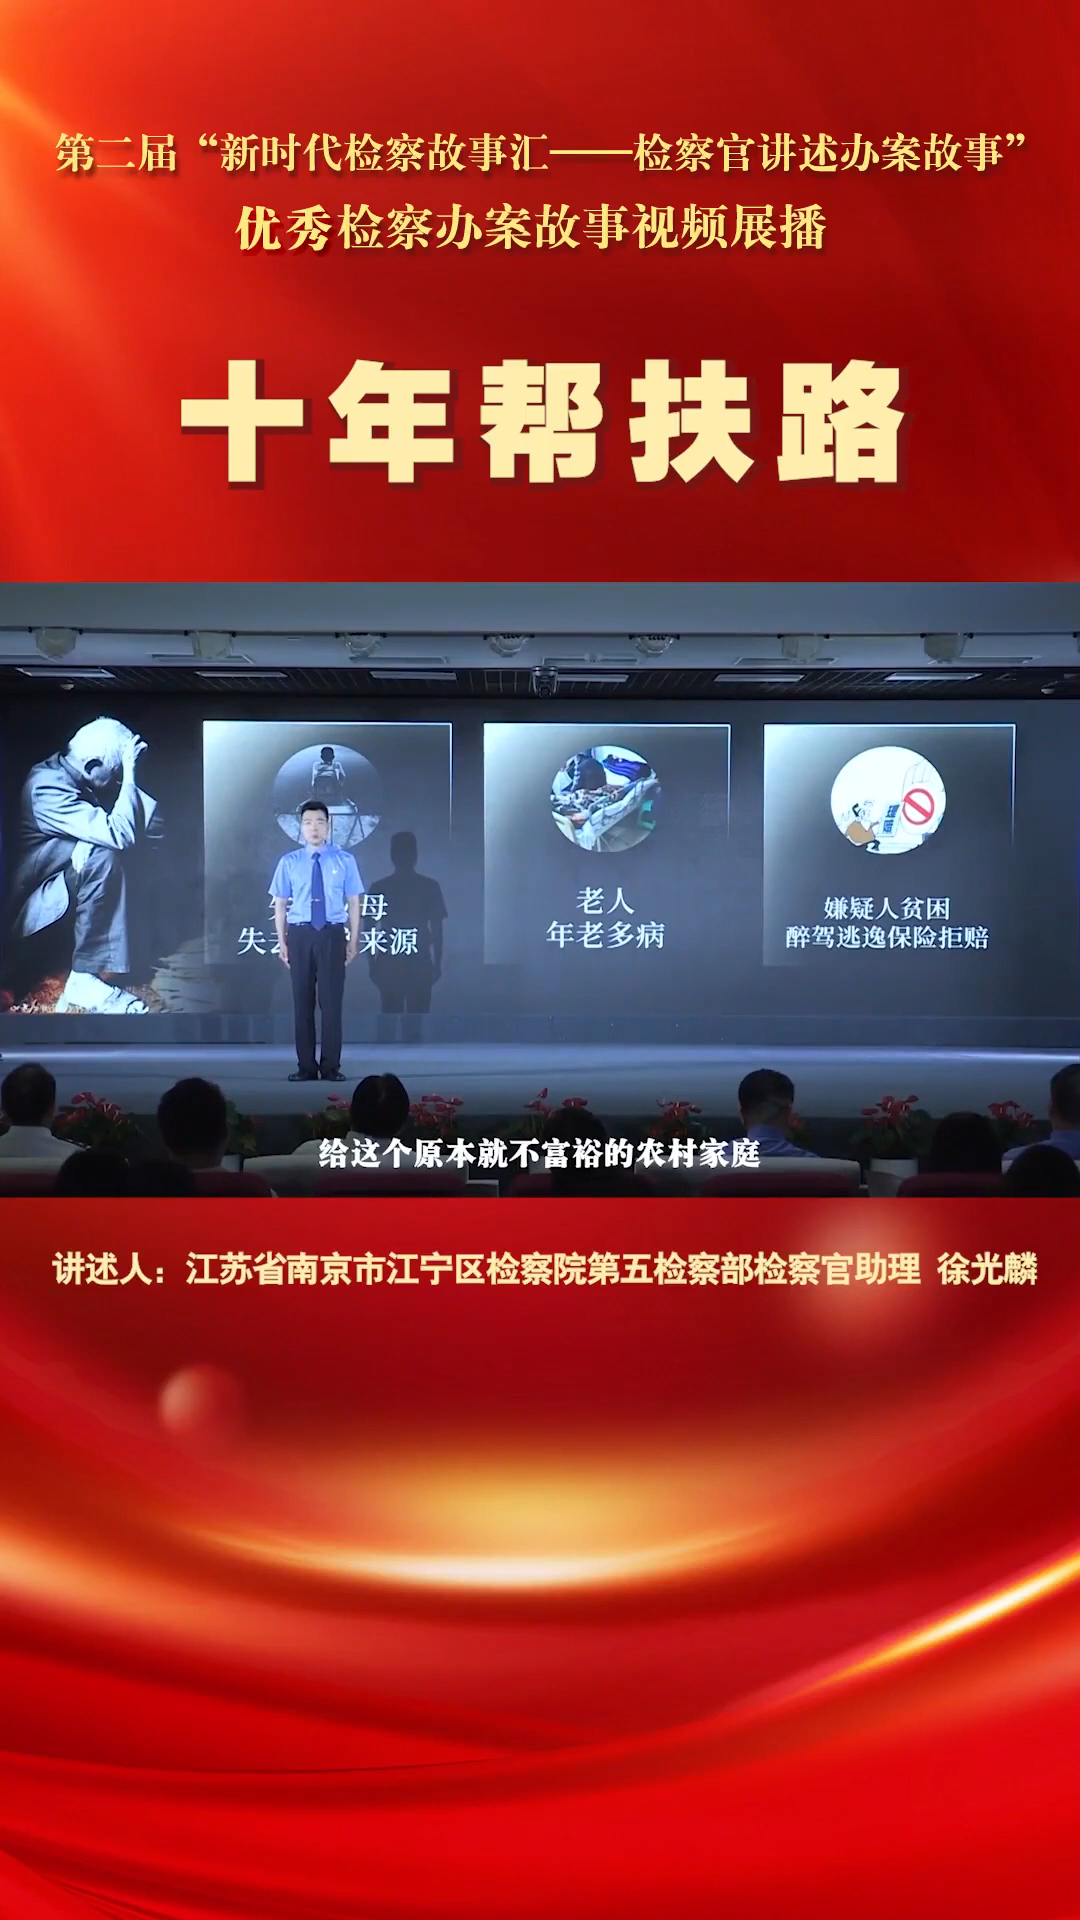 第二届“新时代检察故事汇——检察官讲述办案故事”
优秀检察办案故事视频展播
十年帮扶路
母
失去 来源
老人
年老多病
嫌疑人贫困
醉驾逃逸保险拒赔
给这个原本就不富裕的农村家庭
讲述人：江苏省南京市江宁区检察院第五检察部检察官助理 徐光麟